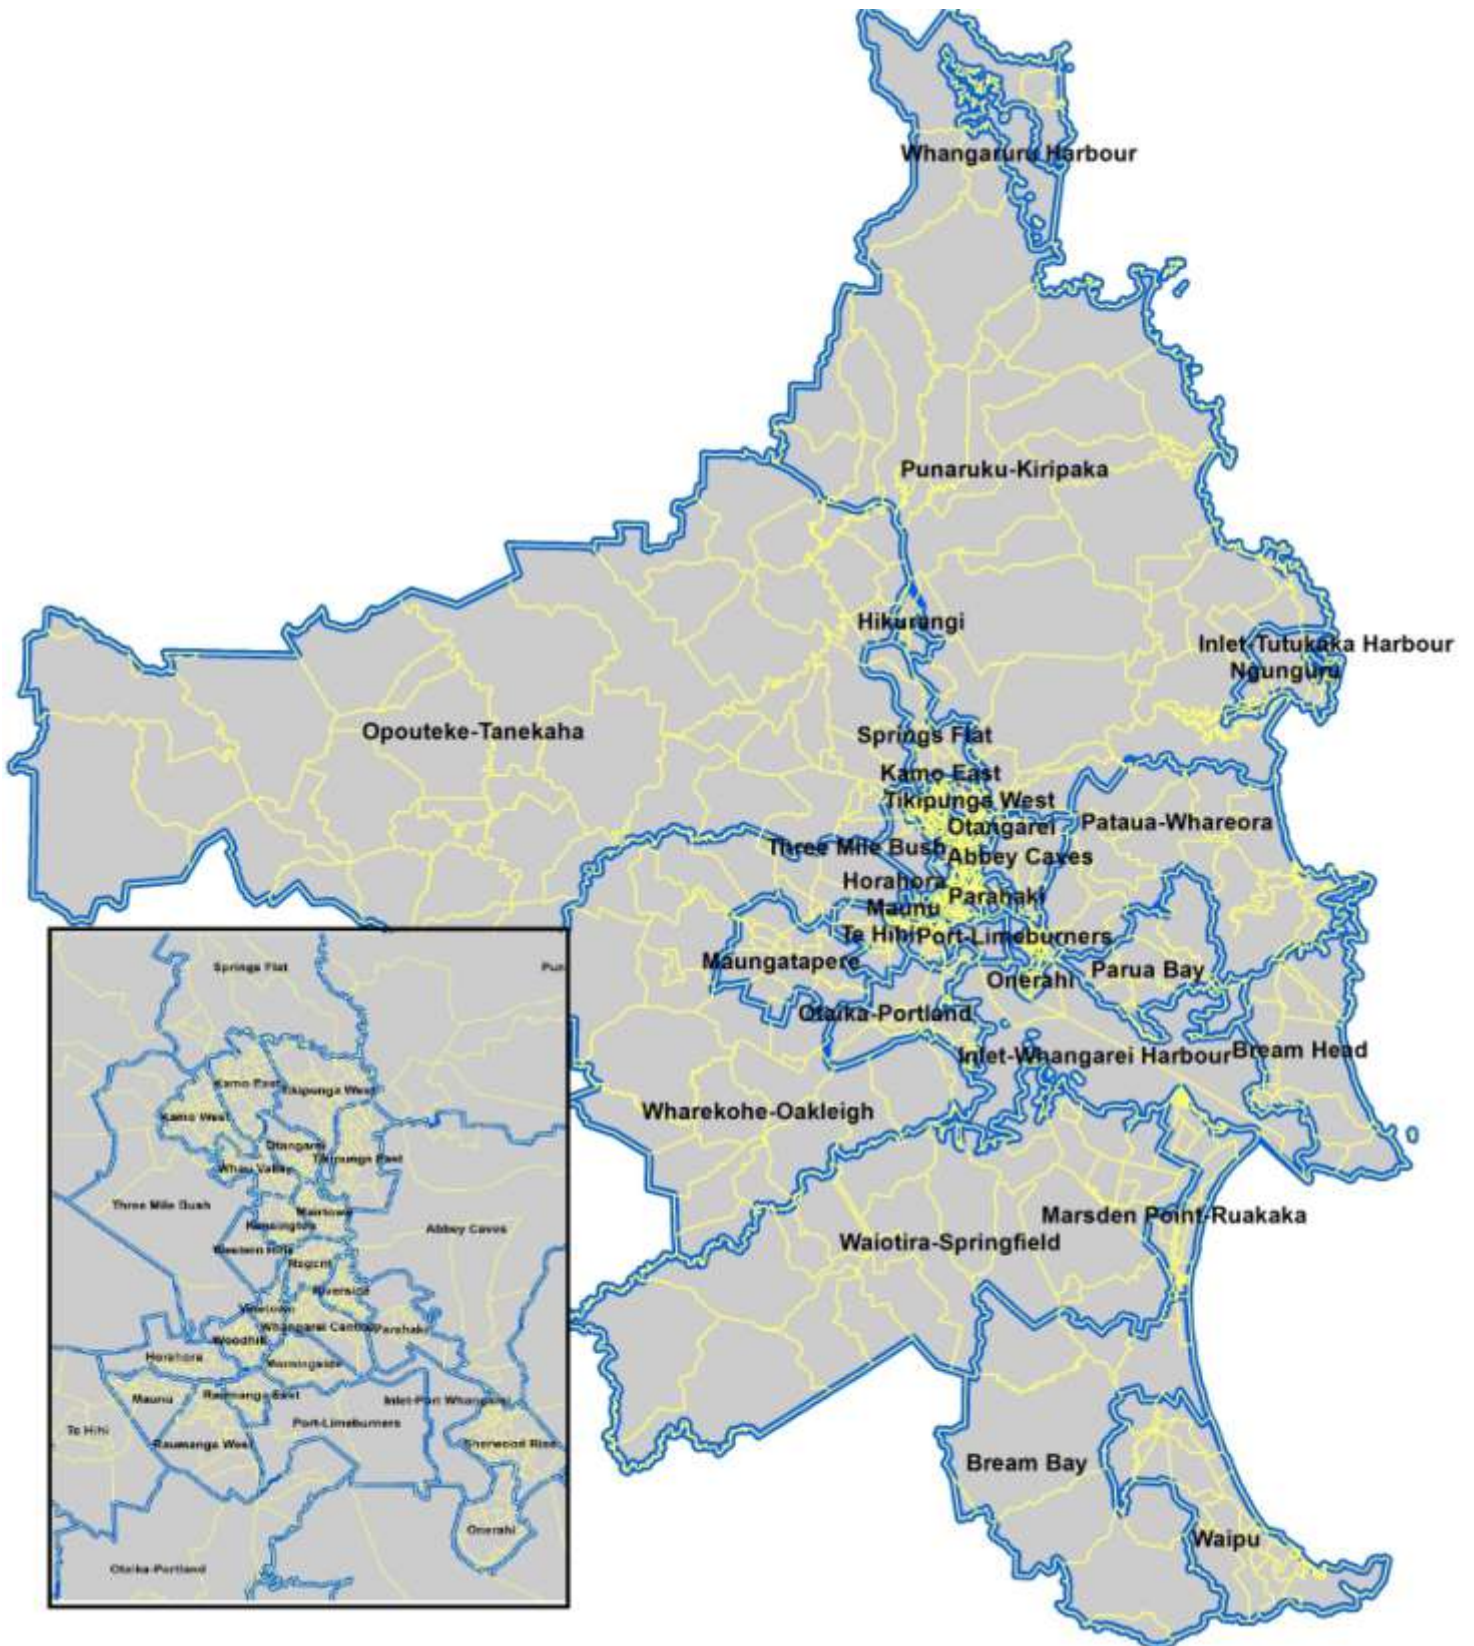 Whangaruru Harbour
Punaruku-Kiripaka
Hikurangi
Inlet-Tutukaka Harbour
Ngunguru
Opouteke-Tanekaha
Springs Flat
Kamo East
Tikipunga West
Otangarei
Pataua-Whareora
Three Mile Bush
Abbey Caves
Horahora
Parahaki
Maunu
Te Hihi
Port-Limeburners
Maungatapere
Onerahi
Parua Bay
Otaika-Portland
Inlet-Whangarei Harbour
Bream Head
Wharekohe-Oakleigh
Marsden Point-Ruakaka
Waiotira-Springfield
Bream Bay
Waipu
Springs Flat
Pun
Kamo East
Tikipunga West
Kamo West
Otangarei
Tikipunga East
Whau Valley
Three Mile Bush
Mairtown
Kensington
Abbey Caves
Western Hills
Regent
Riverside
Vinetown
Whangarei Central
Parahaki
Woodhill
Horahora
Morningside
Maunu
Raumanga East
Inlet-Port Whangarei
Port-Limeburners
Te Hihi
Raumanga West
Sherwood Rise
Onerahi
Otaika-Portland